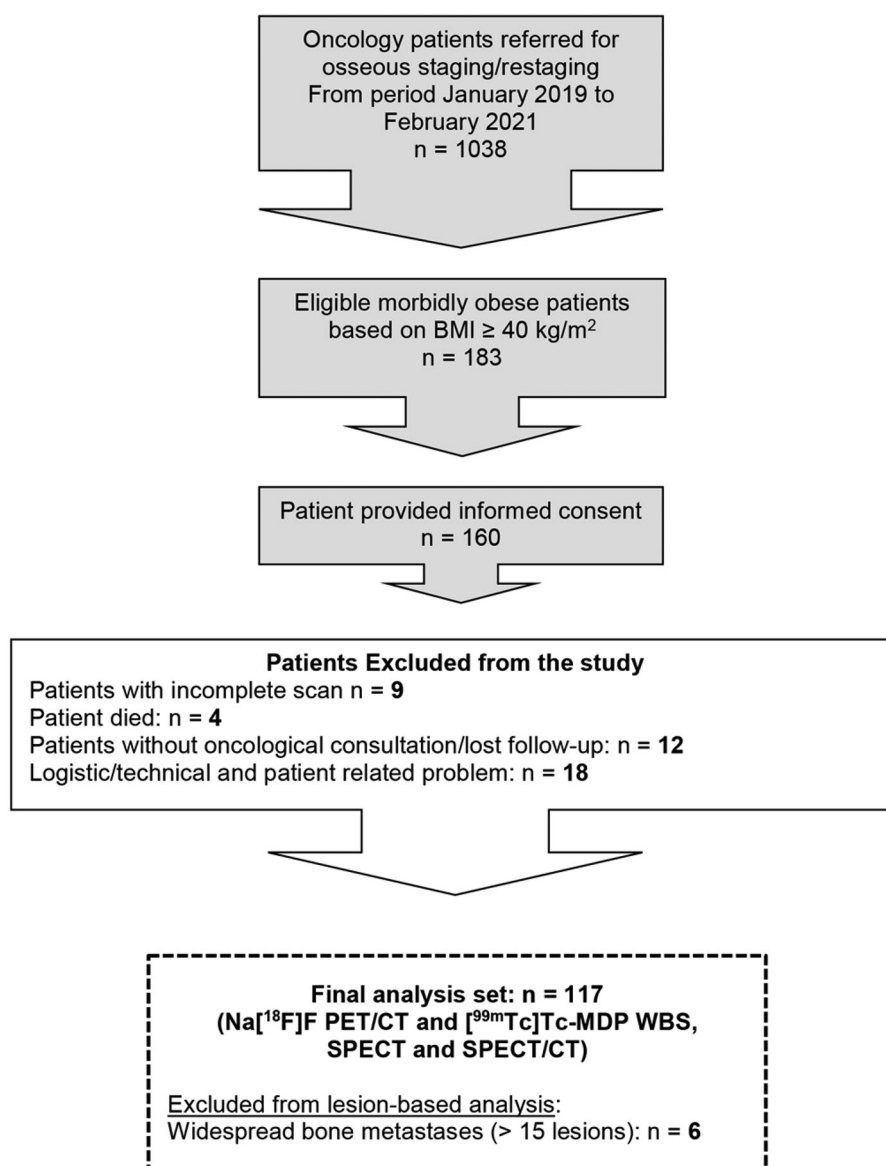 Oncology patients referred for
osseous staging/restaging
From period January 2019 to
February 2021
n = 1038
Eligible morbidly obese patients
based on BMI ≥ 40 kg/m²
n = 183
Patient provided informed consent
n = 160
Patients Excluded from the study
Patients with incomplete scan n = 9
Patient died: n = 4
Patients without oncological consultation/lost follow-up: n = 12
Logistic/technical and patient related problem: n = 18
Final analysis set: n = 117
(Na[¹⁸F]F PET/CT and [⁹⁹ᵐTc]Tc-MDP WBS,
SPECT and SPECT/CT)
Excluded from lesion-based analysis:
Widespread bone metastases (> 15 lesions): n = 6